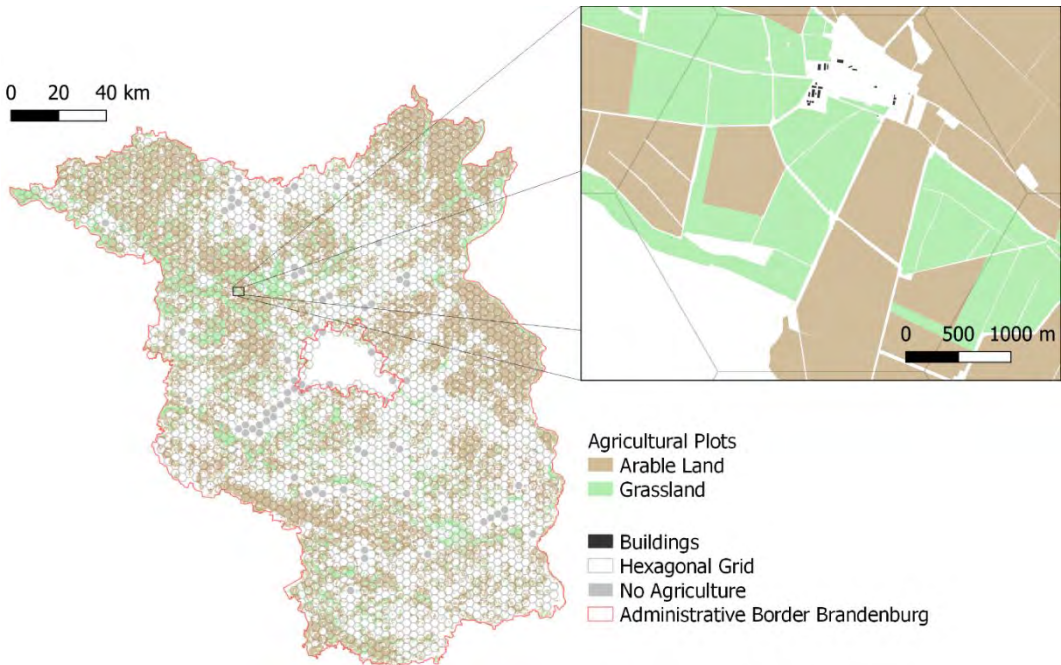 0 20 40 km
0 500 1000 m
Agricultural Plots
Arable Land
Grassland
Buildings
Hexagonal Grid
No Agriculture
Administrative Border Brandenburg